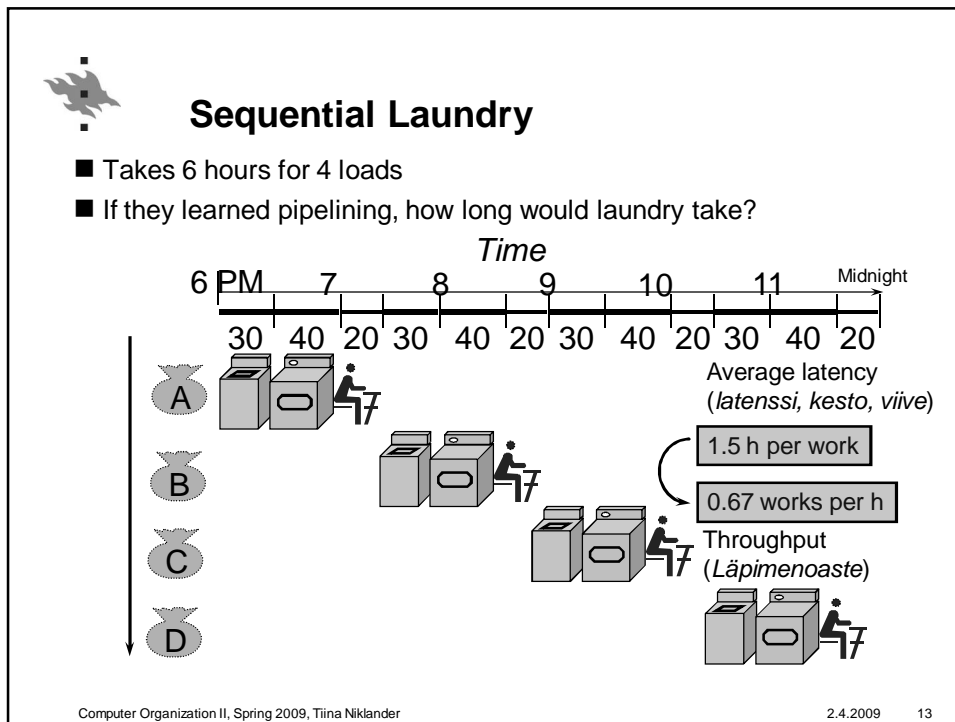 Sequential Laundry
Takes 6 hours for 4 loads
If they learned pipelining, how long would laundry take?
Time
6 PM 7 8 9 10 11 Midnight
30 40 20 30 40 20 30 40 20 30 40 20
A
Average latency
(latenssi, kesto, viive)
1.5 h per work
B
0.67 works per h
C
Throughput
(Läpimenoaste)
D
Computer Organization II, Spring 2009, Tiina Niklander 2.4.2009 13